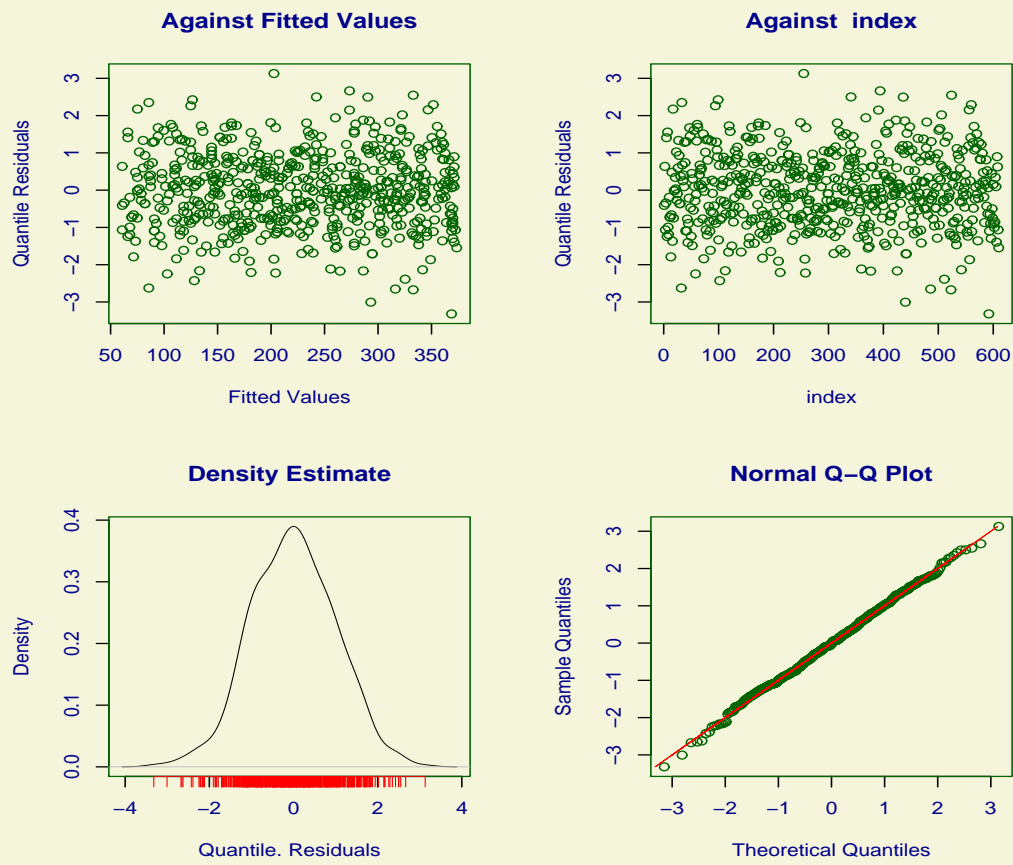 Against Fitted Values
Quantile Residuals
3
2
1
0
−1
−2
−3
50 100 150 200 250 300 350
Fitted Values
Against index
Quantile Residuals
3
2
1
0
−1
−2
−3
0 100 200 300 400 500 600
index
Density Estimate
Density
0.4
0.3
0.2
0.1
0.0
−4 −2 0 2 4
Quantile. Residuals
Normal Q−Q Plot
Sample Quantiles
3
2
1
0
−1
−2
−3
−3 −2 −1 0 1 2 3
Theoretical Quantiles